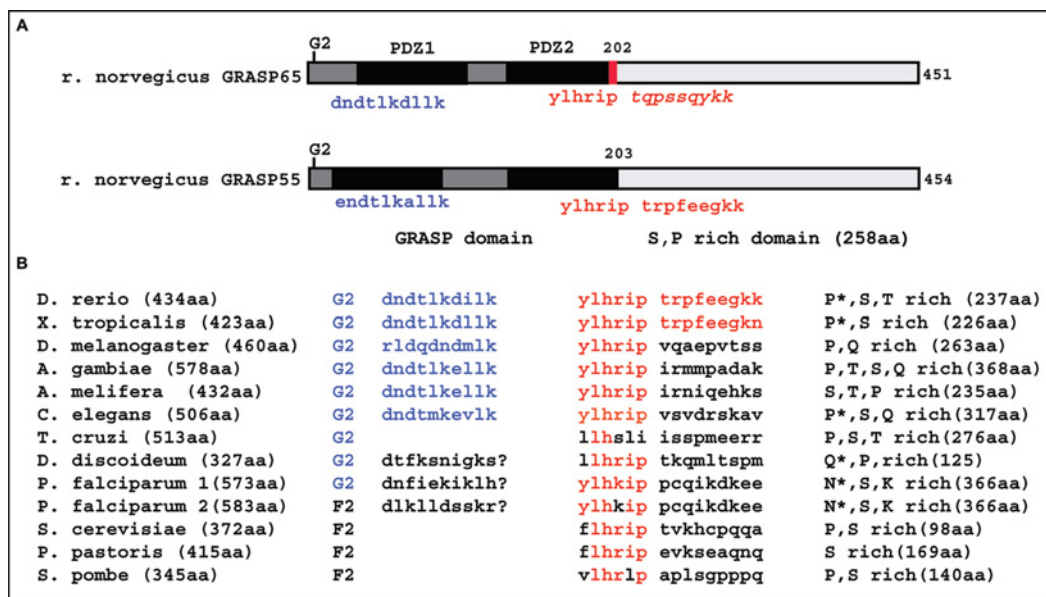 A
G2 PDZ1 PDZ2 202
r. norvegicus GRASP65 451
dndtlkdllk ylhrip tqpssqykk
G2 203
r. norvegicus GRASP55 454
endtlkallk ylhrip trpfeegkk
GRASP domain S,P rich domain (258aa)
B
D. rerio (434aa) G2 dndtlkdilk ylhrip trpfeegkk P*,S,T rich (237aa)
X. tropicalis (423aa) G2 dndtlkdllk ylhrip trpfeegkn P*,S rich (226aa)
D. melanogaster (460aa) G2 rldqdndmlk ylhrip vqaepvtss P,Q rich (263aa)
A. gambiae (578aa) G2 dndtlkellk ylhrip irmmpadak P,T,S,Q rich(368aa)
A. melifera (432aa) G2 dndtlkellk ylhrip irniqehks S,T,P rich(235aa)
C. elegans (506aa) G2 dndtmkevlk ylhrip vsvdrskav P*,S,Q rich(317aa)
T. cruzi (513aa) G2 llhsli isspmeerr P,S,T rich(276aa)
D. discoideum (327aa) G2 dtfksnigks? llhrip tkqmltspm Q*,P,rich(125)
P. falciparum 1(573aa) G2 dnfiekiklh? ylhkip pcqikdkee N*,S,K rich(366aa)
P. falciparum 2(583aa) F2 dlklldsskr? ylhkip pcqikdkee N*,S,K rich(366aa)
S. cerevisiae (372aa) F2 flhrip tvkhcpqqa P,S rich(98aa)
P. pastoris (415aa) F2 flhrip evkseaqnq S rich(169aa)
S. pombe (345aa) F2 vlhrlp aplsgpppq P,S rich(140aa)